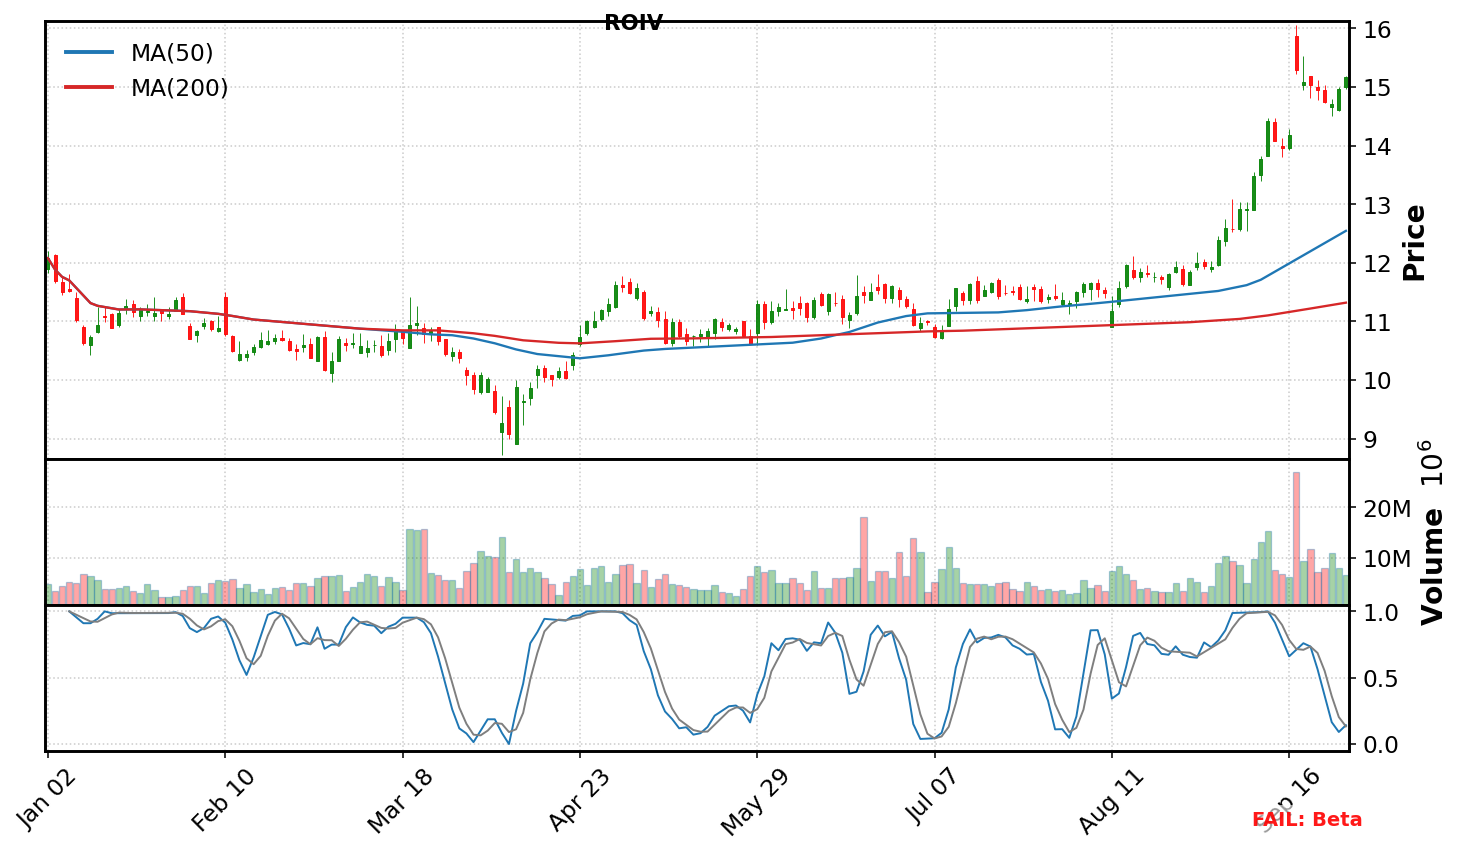 ROIV
MA(50)
MA(200)
16
15
14
13
12
11
10
9
Price
20M
10M
Volume 10^6
1.0
0.5
0.0
Jan 02
Feb 10
Mar 18
Apr 23
May 29
Jul 07
Aug 11
Sep 16
FAIL: Beta